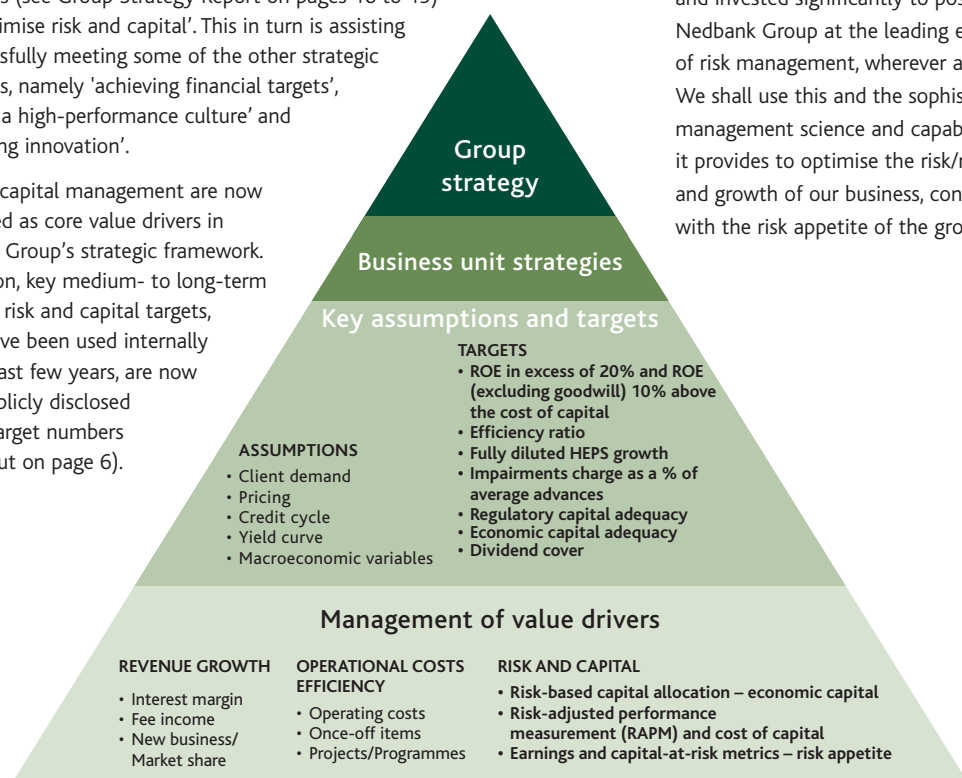 s (see Group Strategy Report on pages
imise risk and capital’. This in turn is assisting
sfully meeting some of the other strategic
s, namely 'achieving financial targets’,
a high-performance culture’ and
ng innovation’.
capital management are now
ed as core value drivers in
Group’s strategic framework.
on, key medium- to long-term
risk and capital targets,
ve been used internally
ast few years, are now
blicly disclosed
arget numbers
ut on page 6).
and invested significantly to pos
Nedbank Group at the leading e
of risk management, wherever a
We shall use this and the sophis
management science and capab
it provides to optimise the risk/r
and growth of our business, con
with the risk appetite of the gro
Group
strategy
Business unit strategies
Key assumptions and targets
ASSUMPTIONS
• Client demand
• Pricing
• Credit cycle
• Yield curve
• Macroeconomic variables
TARGETS
• ROE in excess of 20% and ROE
(excluding goodwill) 10% above
the cost of capital
• Efficiency ratio
• Fully diluted HEPS growth
• Impairments charge as a % of
average advances
• Regulatory capital adequacy
• Economic capital adequacy
• Dividend cover
Management of value drivers
REVENUE GROWTH
• Interest margin
• Fee income
• New business/
Market share
OPERATIONAL COSTS
EFFICIENCY
• Operating costs
• Once-off items
• Projects/Programmes
RISK AND CAPITAL
• Risk-based capital allocation – economic capital
• Risk-adjusted performance
measurement (RAPM) and cost of capital
• Earnings and capital-at-risk metrics – risk appetite